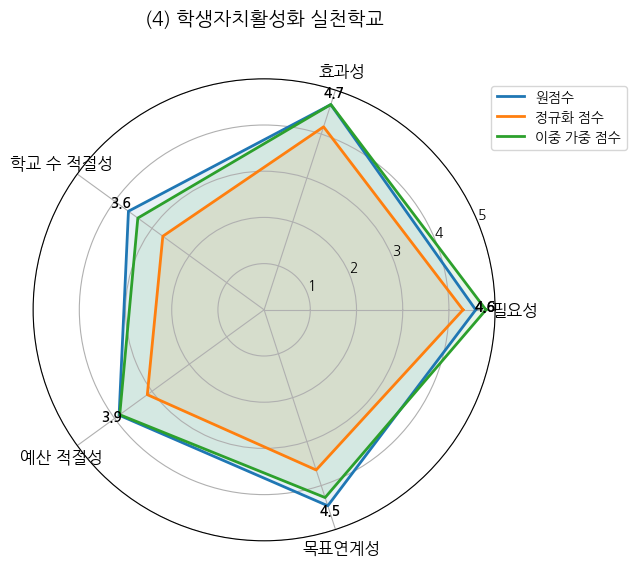 (4) 학생자치활성화 실천학교
효과성
4.7
원점수
정규화 점수
이중 가중 점수
학교 수 적절성
3.6
5
4
3
2
1
4.6
필요성
3.9
예산 적절성
4.5
목표연계성